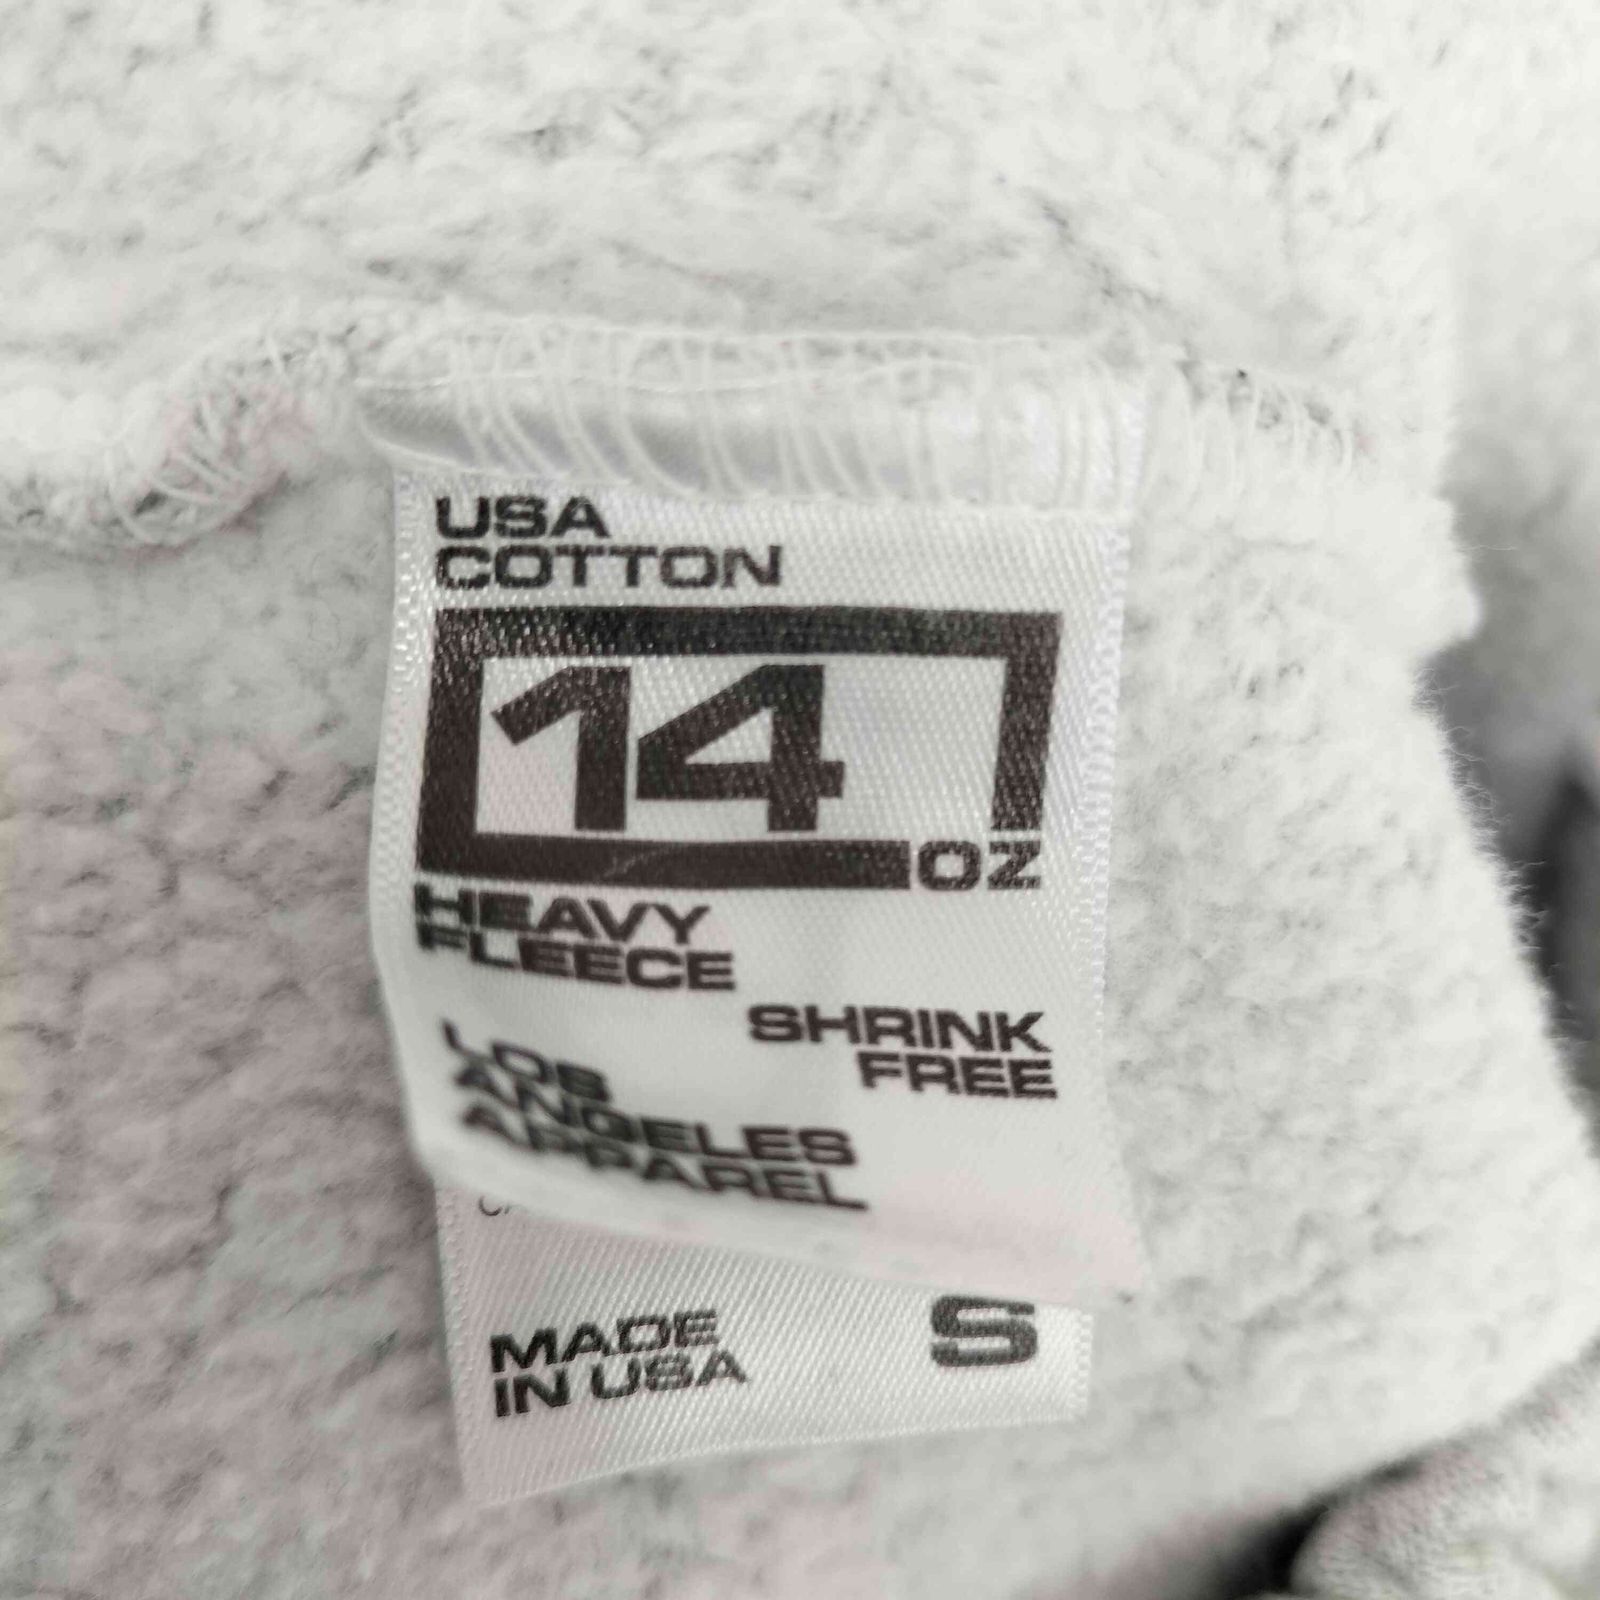 USA
COTTON
14
OZ
HEAVY
FLEECE
SHRINK
FREE
LOS
ANGELES
APPAREL
MADE
IN USA
S